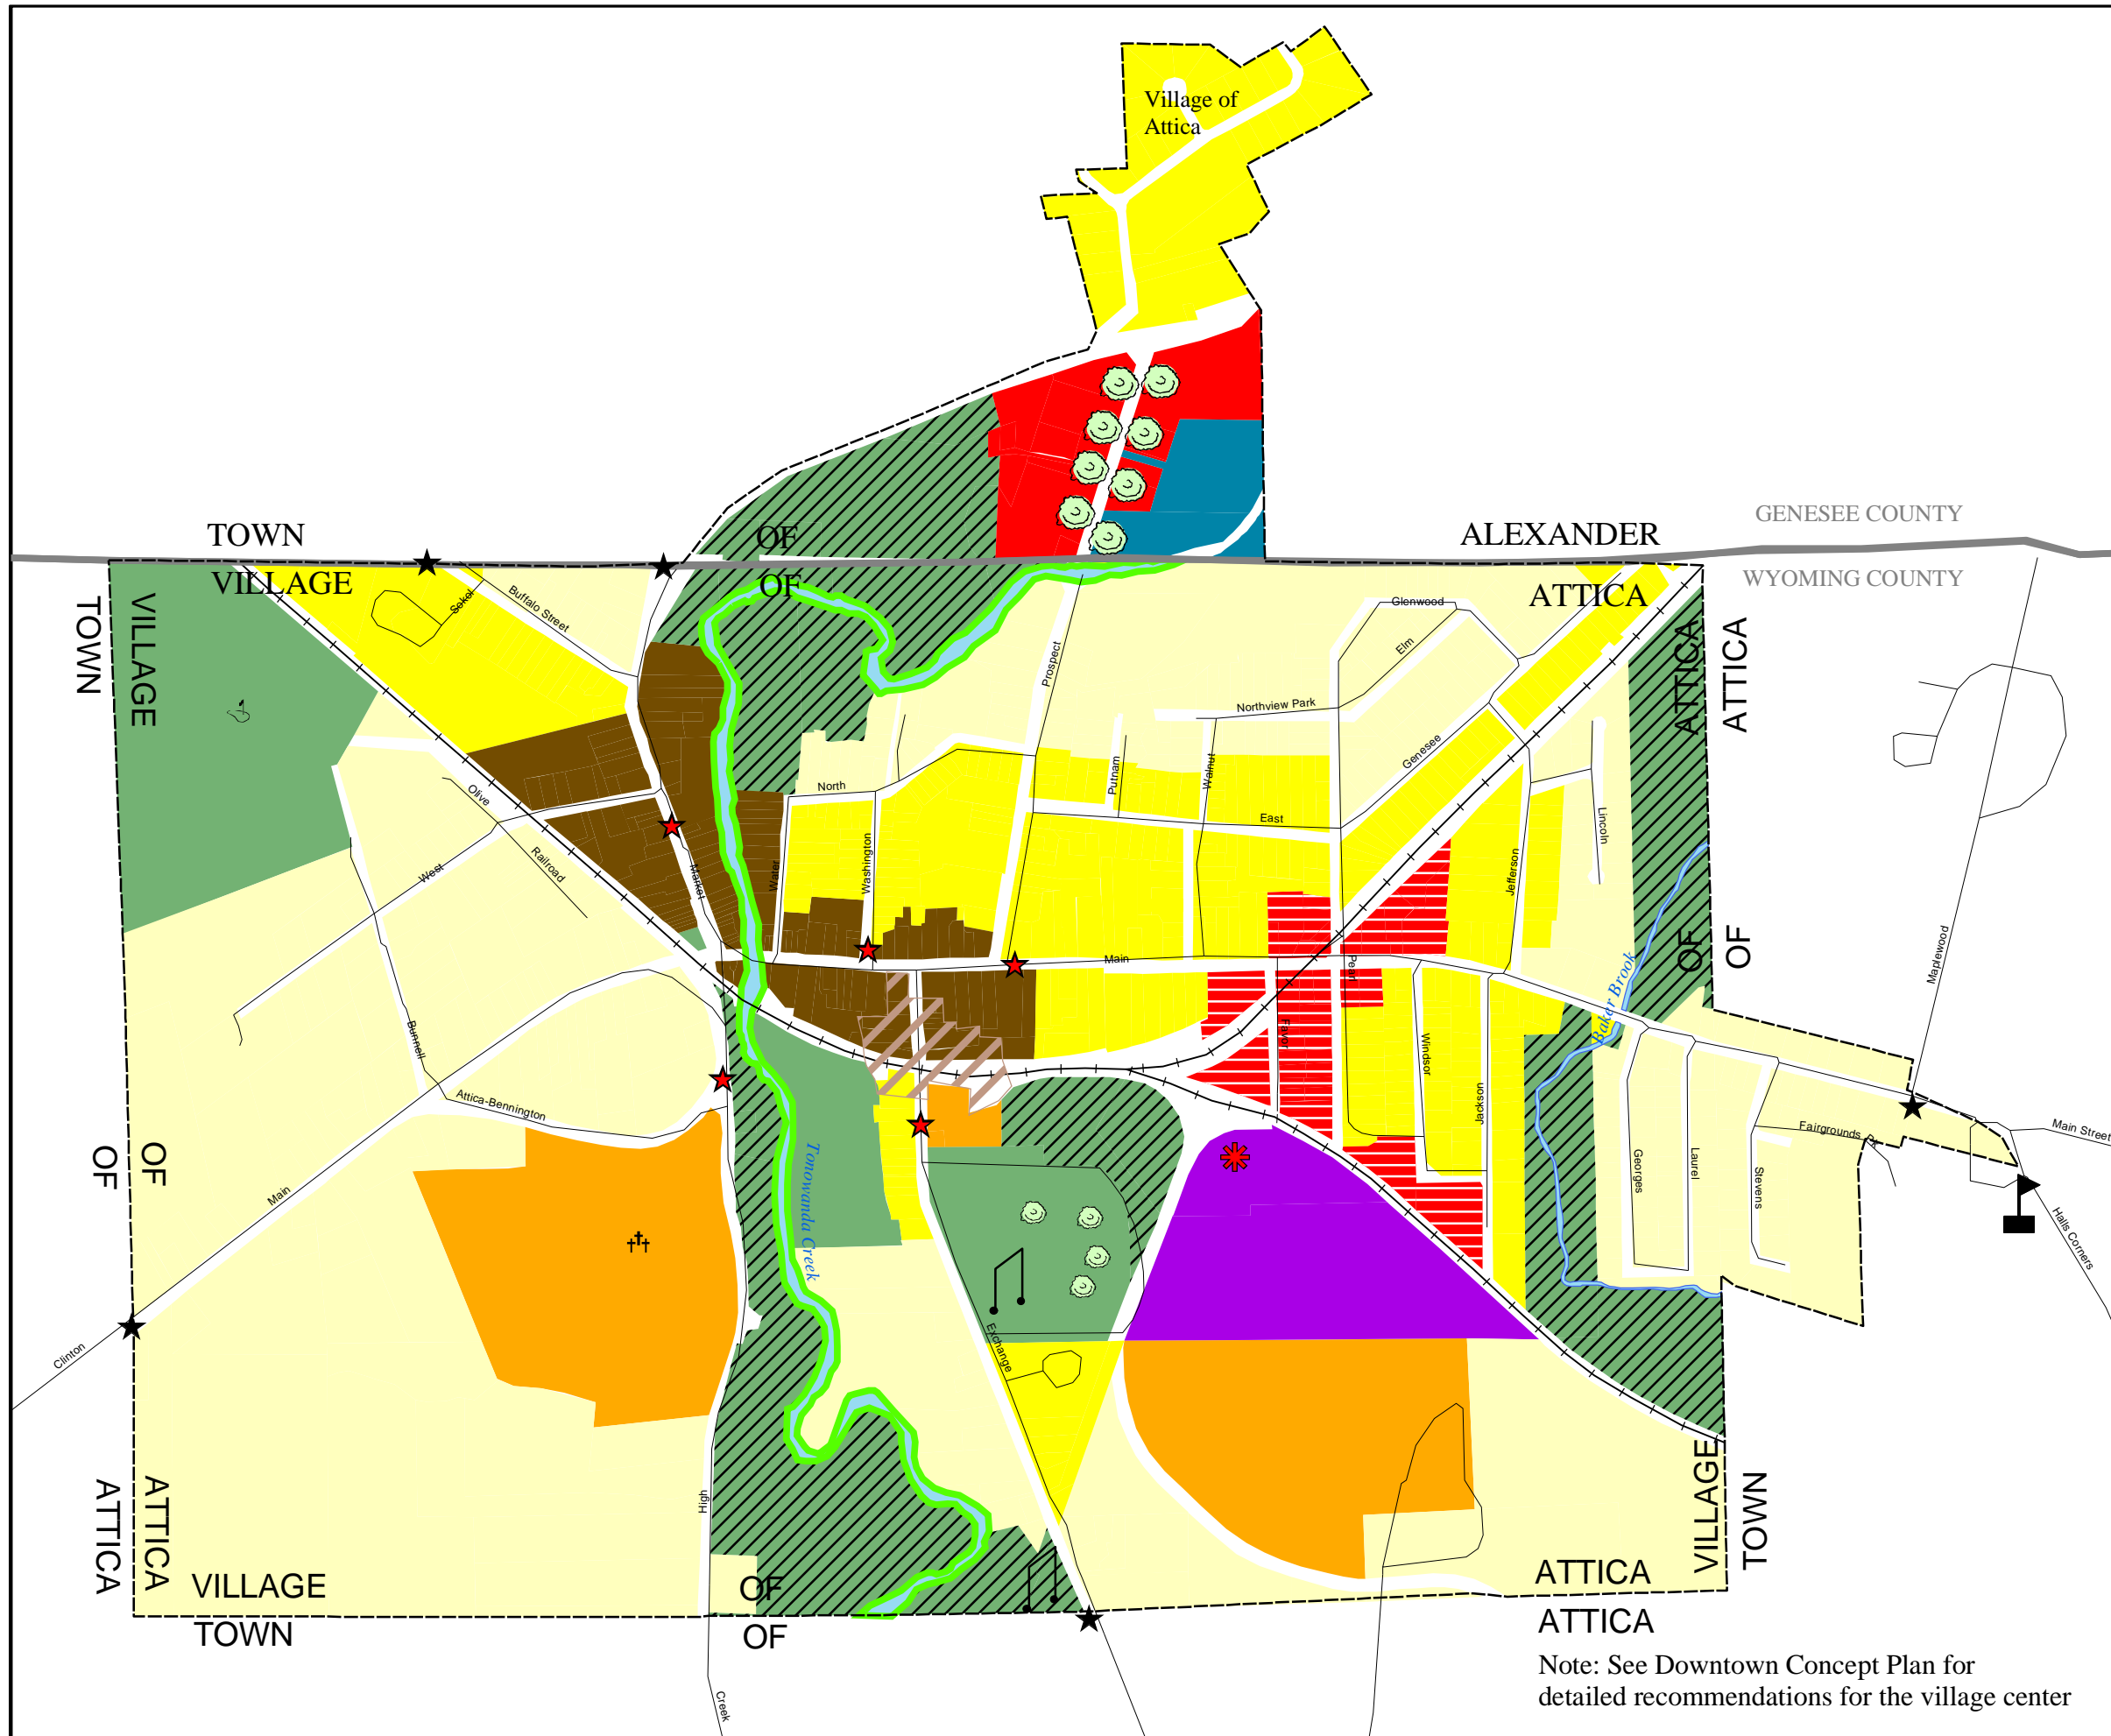 Village of
Attica
GENESEE COUNTY
TOWN
OF
ALEXANDER
WYOMING COUNTY
VILLAGE
OF
ATTICA
TOWN
VILLAGE
ATTICA
ATTICA
Sokol
Buffalo Street
Glenwood
Elm
Prospect
Northview Park
Genesee
Putnam
Walnut
North
Olive
East
Lincoln
Railroad
West
Market
Water
Washington
Jefferson
Main
Pearl
OF
OF
Maplewood
Baker Brook
Bunnell
Favor
Windsor
Jackson
Attica-Bennington
Tonowanda Creek
Main Street
Fairgrounds
Georges
Laurel
Stevens
Halls Corners
OF
OF
Main
Exchange
Clinton
High
ATTICA
ATTICA
VILLAGE
TOWN
VILLAGE
OF
ATTICA
TOWN
OF
ATTICA
Creek
Note: See Downtown Concept Plan for
detailed recommendations for the village center